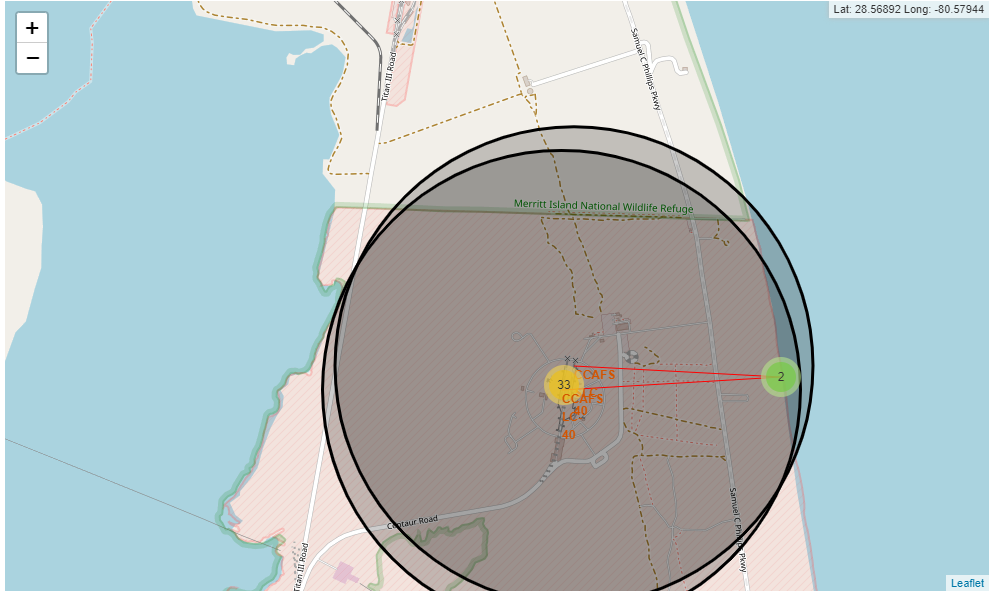 +
−
Lat: 28.56892 Long: -80.57944
Titan III Road
Samuel C Phillips Pkwy
Merritt Island National Wildlife Refuge
33
2
CCAFS
CCAFS
40
40
Centaur Road
Samuel C Phillips Pkwy
Titan III Road
Leaflet